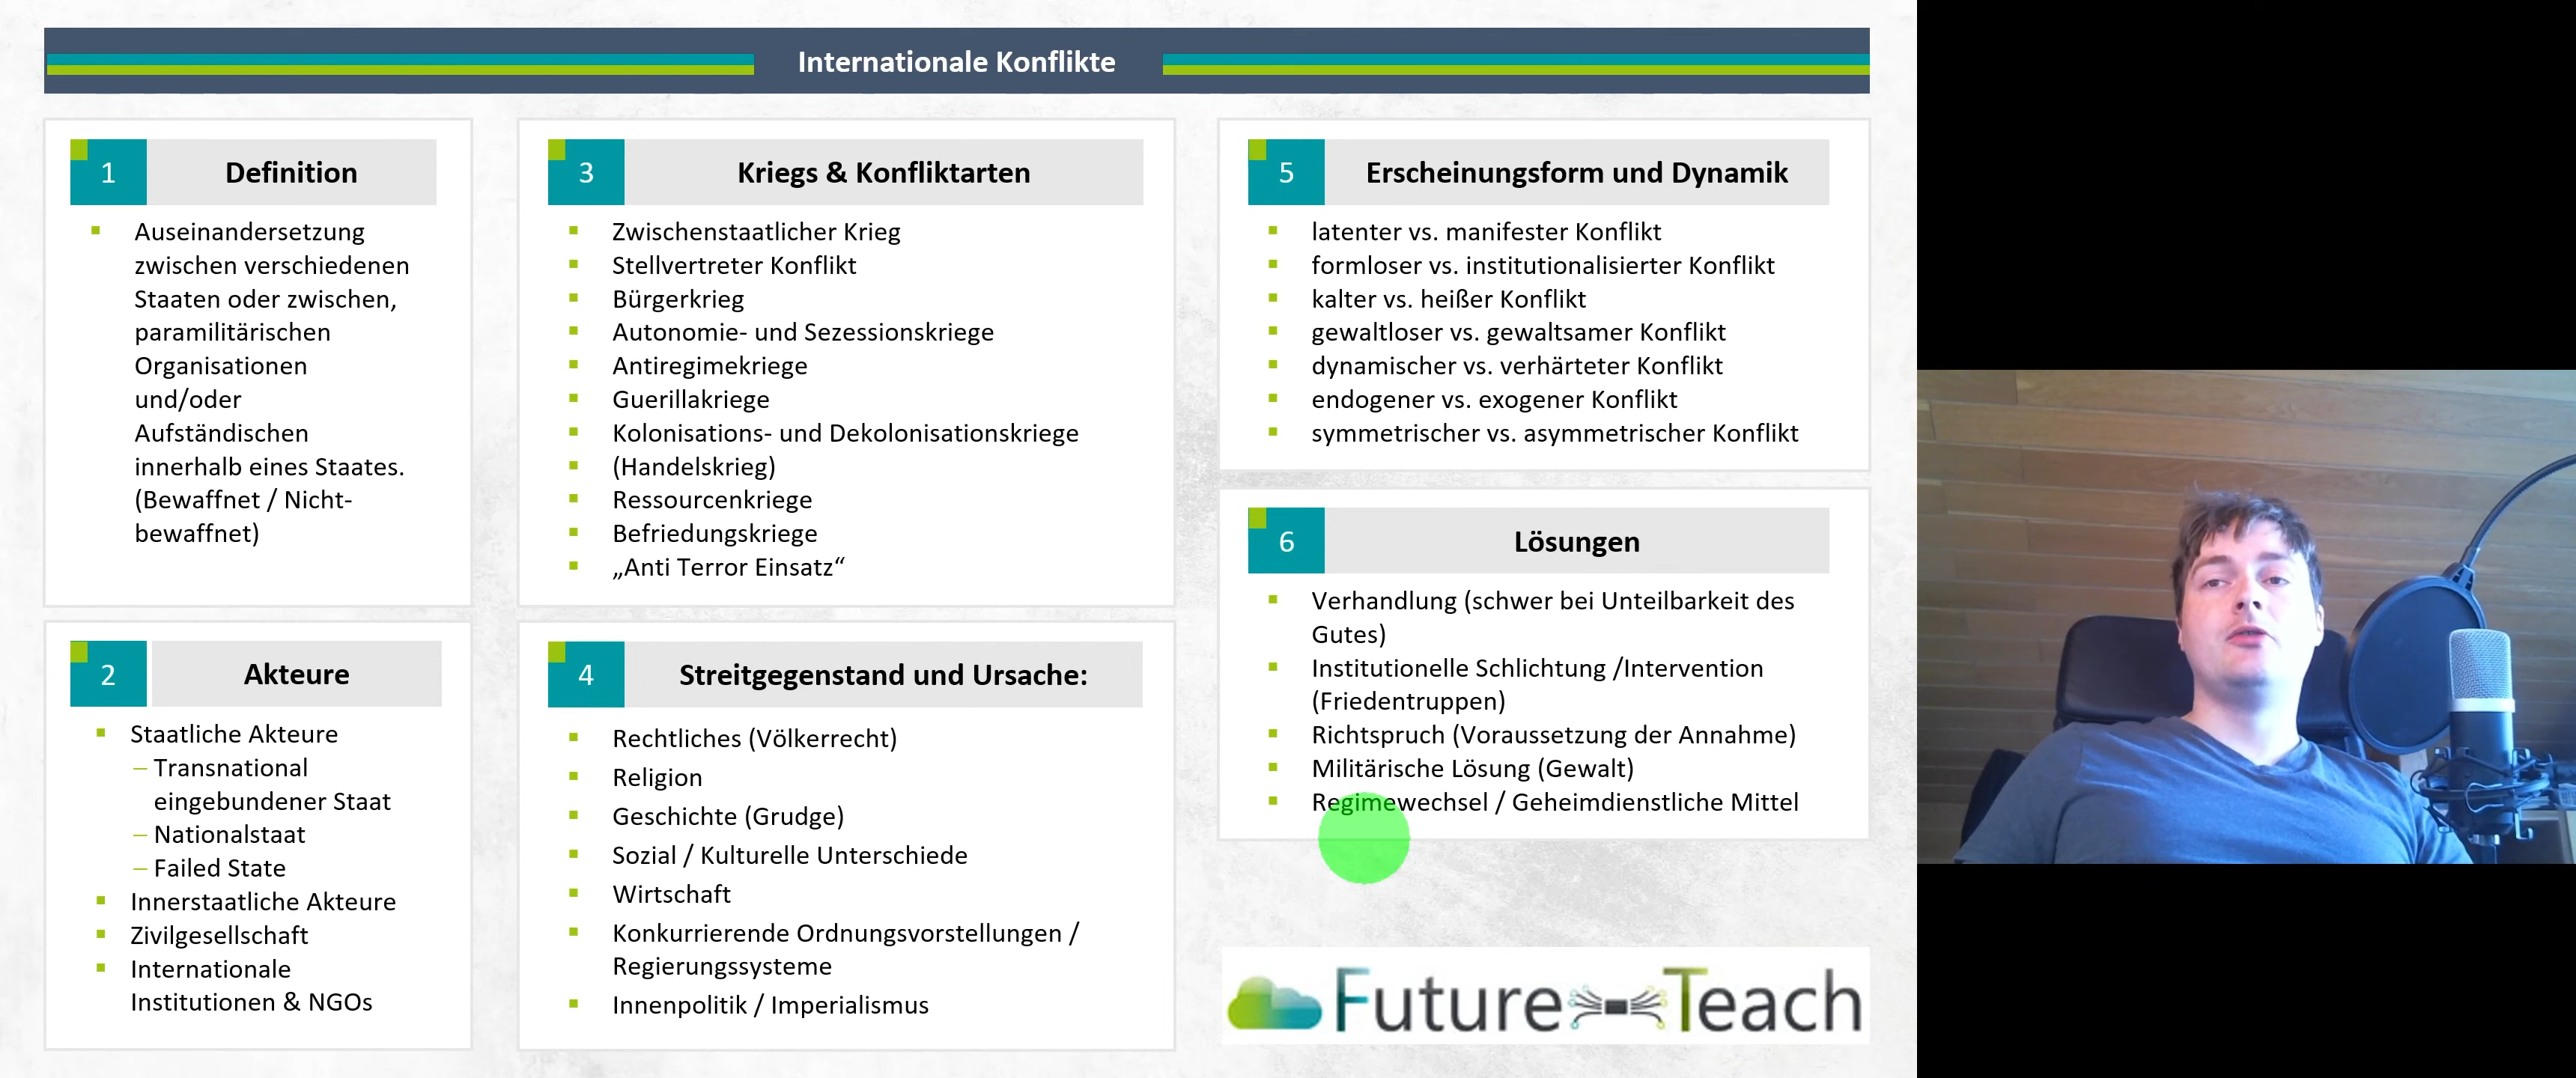 Internationale Konflikte
1
Definition
Auseinandersetzung
zwischen verschiedenen
Staaten oder zwischen,
paramilitärischen
Organisationen
und/oder
Aufständischen
innerhalb eines Staates.
(Bewaffnet / Nicht-
bewaffnet)
2
Akteure
Staatliche Akteure
– Transnational
eingebundener Staat
– Nationalstaat
– Failed State
Innerstaatliche Akteure
Zivilgesellschaft
Internationale
Institutionen & NGOs
3
Kriegs & Konfliktarten
Zwischenstaatlicher Krieg
Stellvertreter Konflikt
Bürgerkrieg
Autonomie- und Sezessionskriege
Antiregimekriege
Guerillakriege
Kolonisations- und Dekolonisationskriege
(Handelskrieg)
Ressourcenkriege
Befriedungskriege
„Anti Terror Einsatz“
4
Streitgegenstand und Ursache:
Rechtliches (Völkerrecht)
Religion
Geschichte (Grudge)
Sozial / Kulturelle Unterschiede
Wirtschaft
Konkurrierende Ordnungsvorstellungen /
Regierungssysteme
Innenpolitik / Imperialismus
5
Erscheinungsform und Dynamik
latenter vs. manifester Konflikt
formloser vs. institutionalisierter Konflikt
kalter vs. heißer Konflikt
gewaltloser vs. gewaltsamer Konflikt
dynamischer vs. verhärteter Konflikt
endogener vs. exogener Konflikt
symmetrischer vs. asymmetrischer Konflikt
6
Lösungen
Verhandlung (schwer bei Unteilbarkeit des
Gutes)
Institutionelle Schlichtung /Intervention
(Friedentruppen)
Richtspruch (Voraussetzung der Annahme)
Militärische Lösung (Gewalt)
Regimewechsel / Geheimdienstliche Mittel
Future Teach